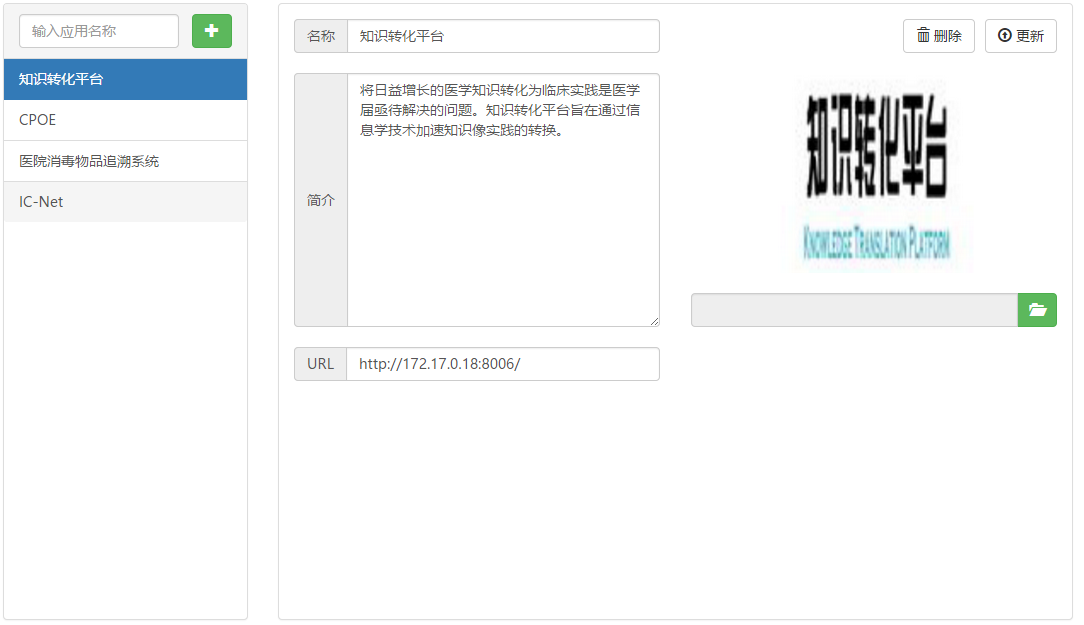 输入应用名称
知识转化平台
CPOE
医院消毒物品追溯系统
IC-Net
名称 知识转化平台
删除 更新
简介
将日益增长的医学知识转化为临床实践是医学
届亟待解决的问题。知识转化平台旨在通过信
息学技术加速知识像实践的转换。
知识转化平台
KNOWLEDGE TRANSLATION PLATFORM
URL http://172.17.0.18:8006/